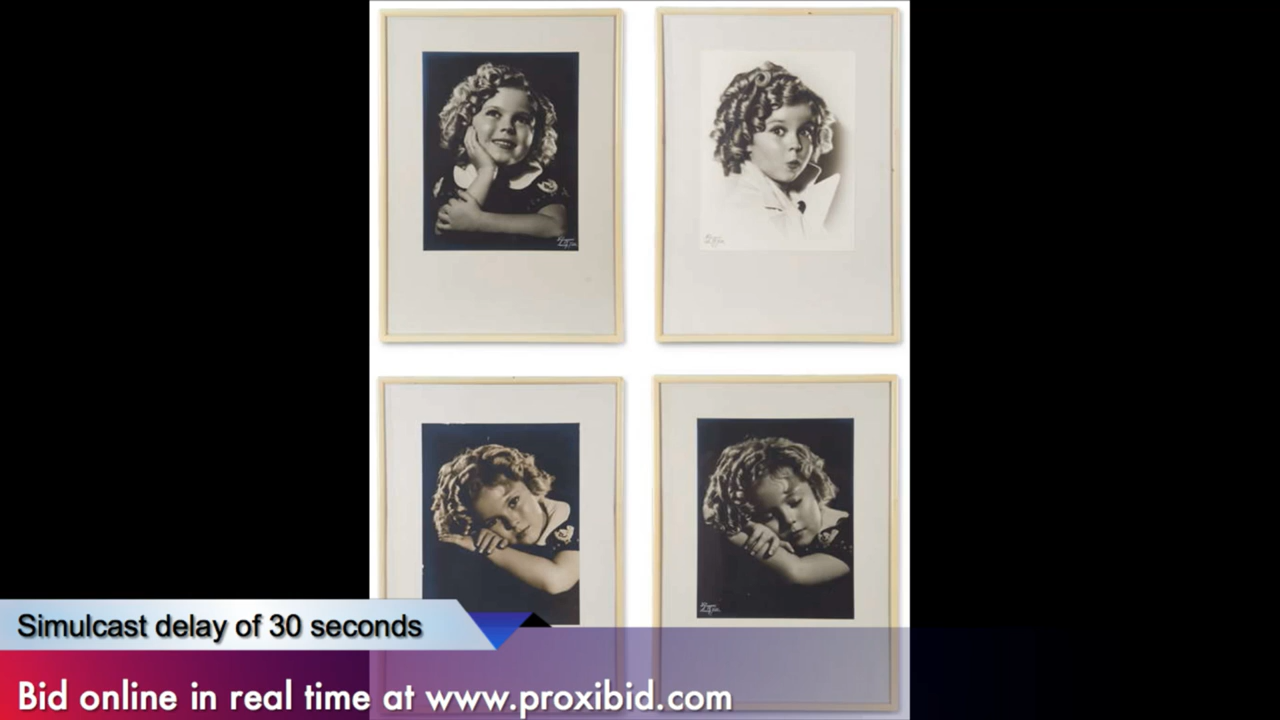 Simulcast delay of 30 seconds
Bid online in real time at www.proxibid.com